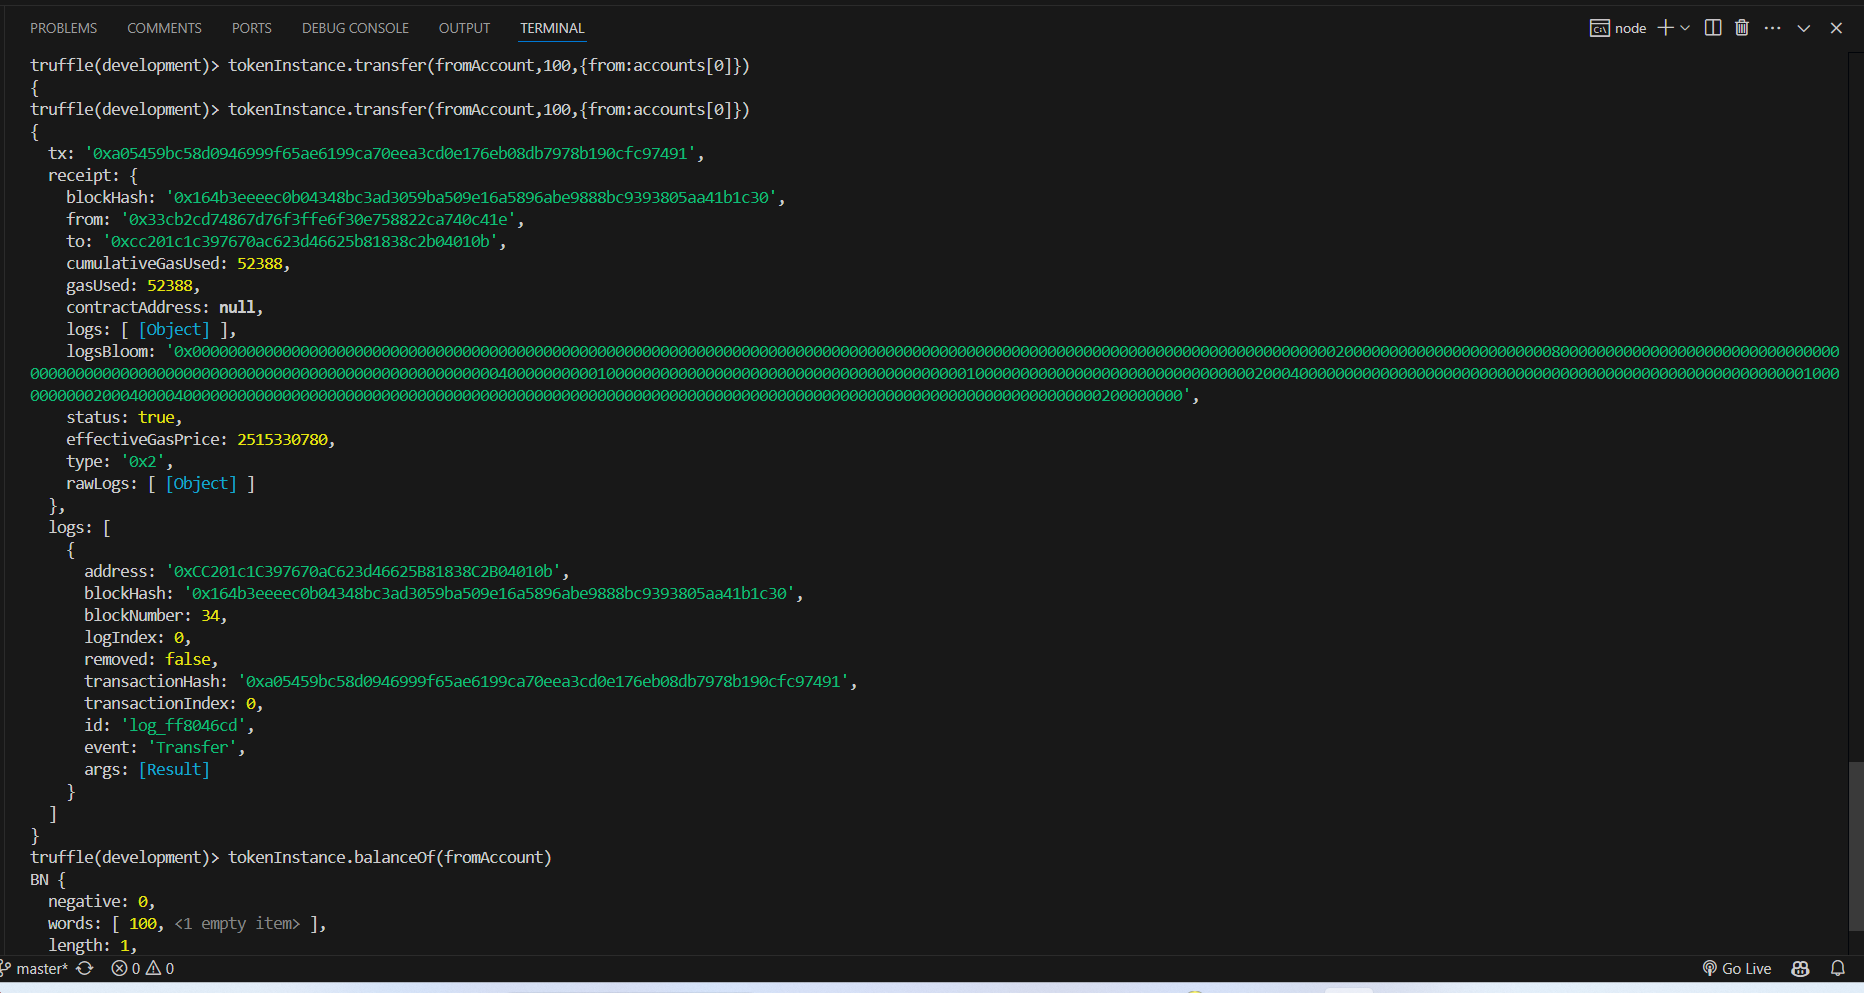 PROBLEMS COMMENTS PORTS DEBUG CONSOLE OUTPUT TERMINAL node
truffle(development)> tokenInstance.transfer(fromAccount,100,{from:accounts[0]})
{
truffle(development)> tokenInstance.transfer(fromAccount,100,{from:accounts[0]})
{
tx: '0xa05459bc58d0946999f65ae6199ca70eea3cd0e176eb08db7978b190cfc97491',
receipt: {
blockHash: '0x164b3eeeec0b04348bc3ad3059ba509e16a5896abe9888bc9393805aa41b1c30',
from: '0x33cb2cd74867d76f3ffe6f30e758822ca740c41e',
to: '0xcc201c1c397670ac623d46625b81838c2b04010b',
cumulativeGasUsed: 52388,
gasUsed: 52388,
contractAddress: null,
logs: [ [Object] ],
logsBloom:
status: true,
effectiveGasPrice: 2515330780,
type: '0x2',
rawLogs: [ [Object] ]
},
logs: [
{
address: '0xCC201c1C397670aC623d46625B81838C2B04010b',
blockHash: '0x164b3eeeec0b04348bc3ad3059ba509e16a5896abe9888bc9393805aa41b1c30',
blockNumber: 34,
logIndex: 0,
removed: false,
transactionHash: '0xa05459bc58d0946999f65ae6199ca70eea3cd0e176eb08db7978b190cfc97491',
transactionIndex: 0,
id: 'log_ff8046cd',
event: 'Transfer',
args: [Result]
}
]
}
truffle(development)> tokenInstance.balanceOf(fromAccount)
BN {
negative: 0,
words: [ 100, <1 empty item> ],
length: 1,
master* 0 0 Go Live